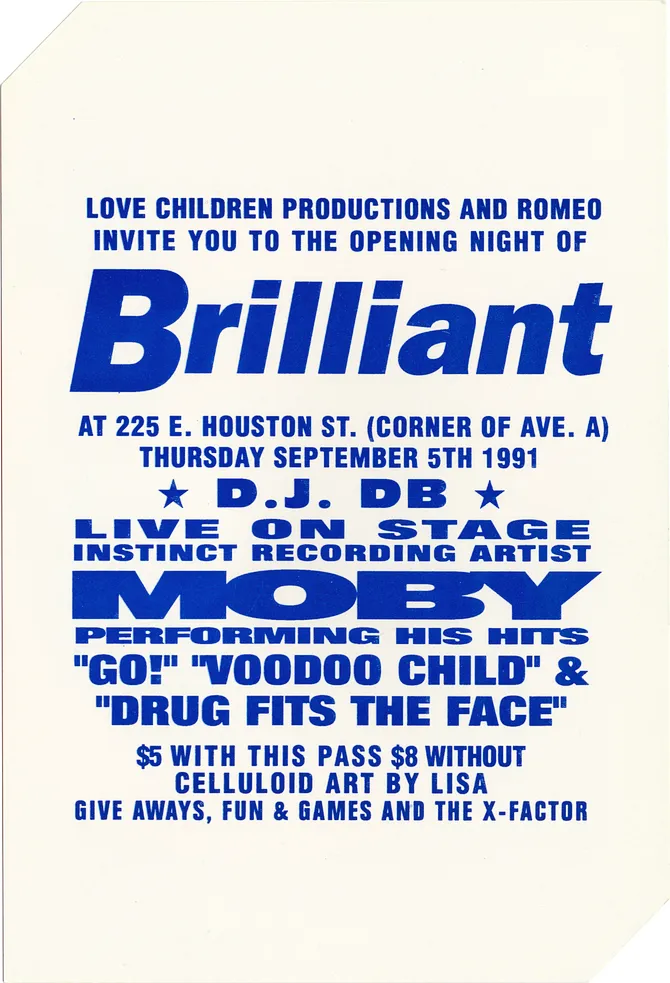 LOVE CHILDREN PRODUCTIONS AND ROMEO
INVITE YOU TO THE OPENING NIGHT OF
Brilliant
AT 225 E. HOUSTON ST. (CORNER OF AVE. A)
THURSDAY SEPTEMBER 5TH 1991
★ D.J. DB ★
LIVE ON STAGE
INSTINCT RECORDING ARTIST
MOBY
PERFORMING HIS HITS
"GO!" "VOODOO CHILD" &
"DRUG FITS THE FACE"
$5 WITH THIS PASS $8 WITHOUT
CELLULOID ART BY LISA
GIVE AWAYS, FUN & GAMES AND THE X-FACTOR